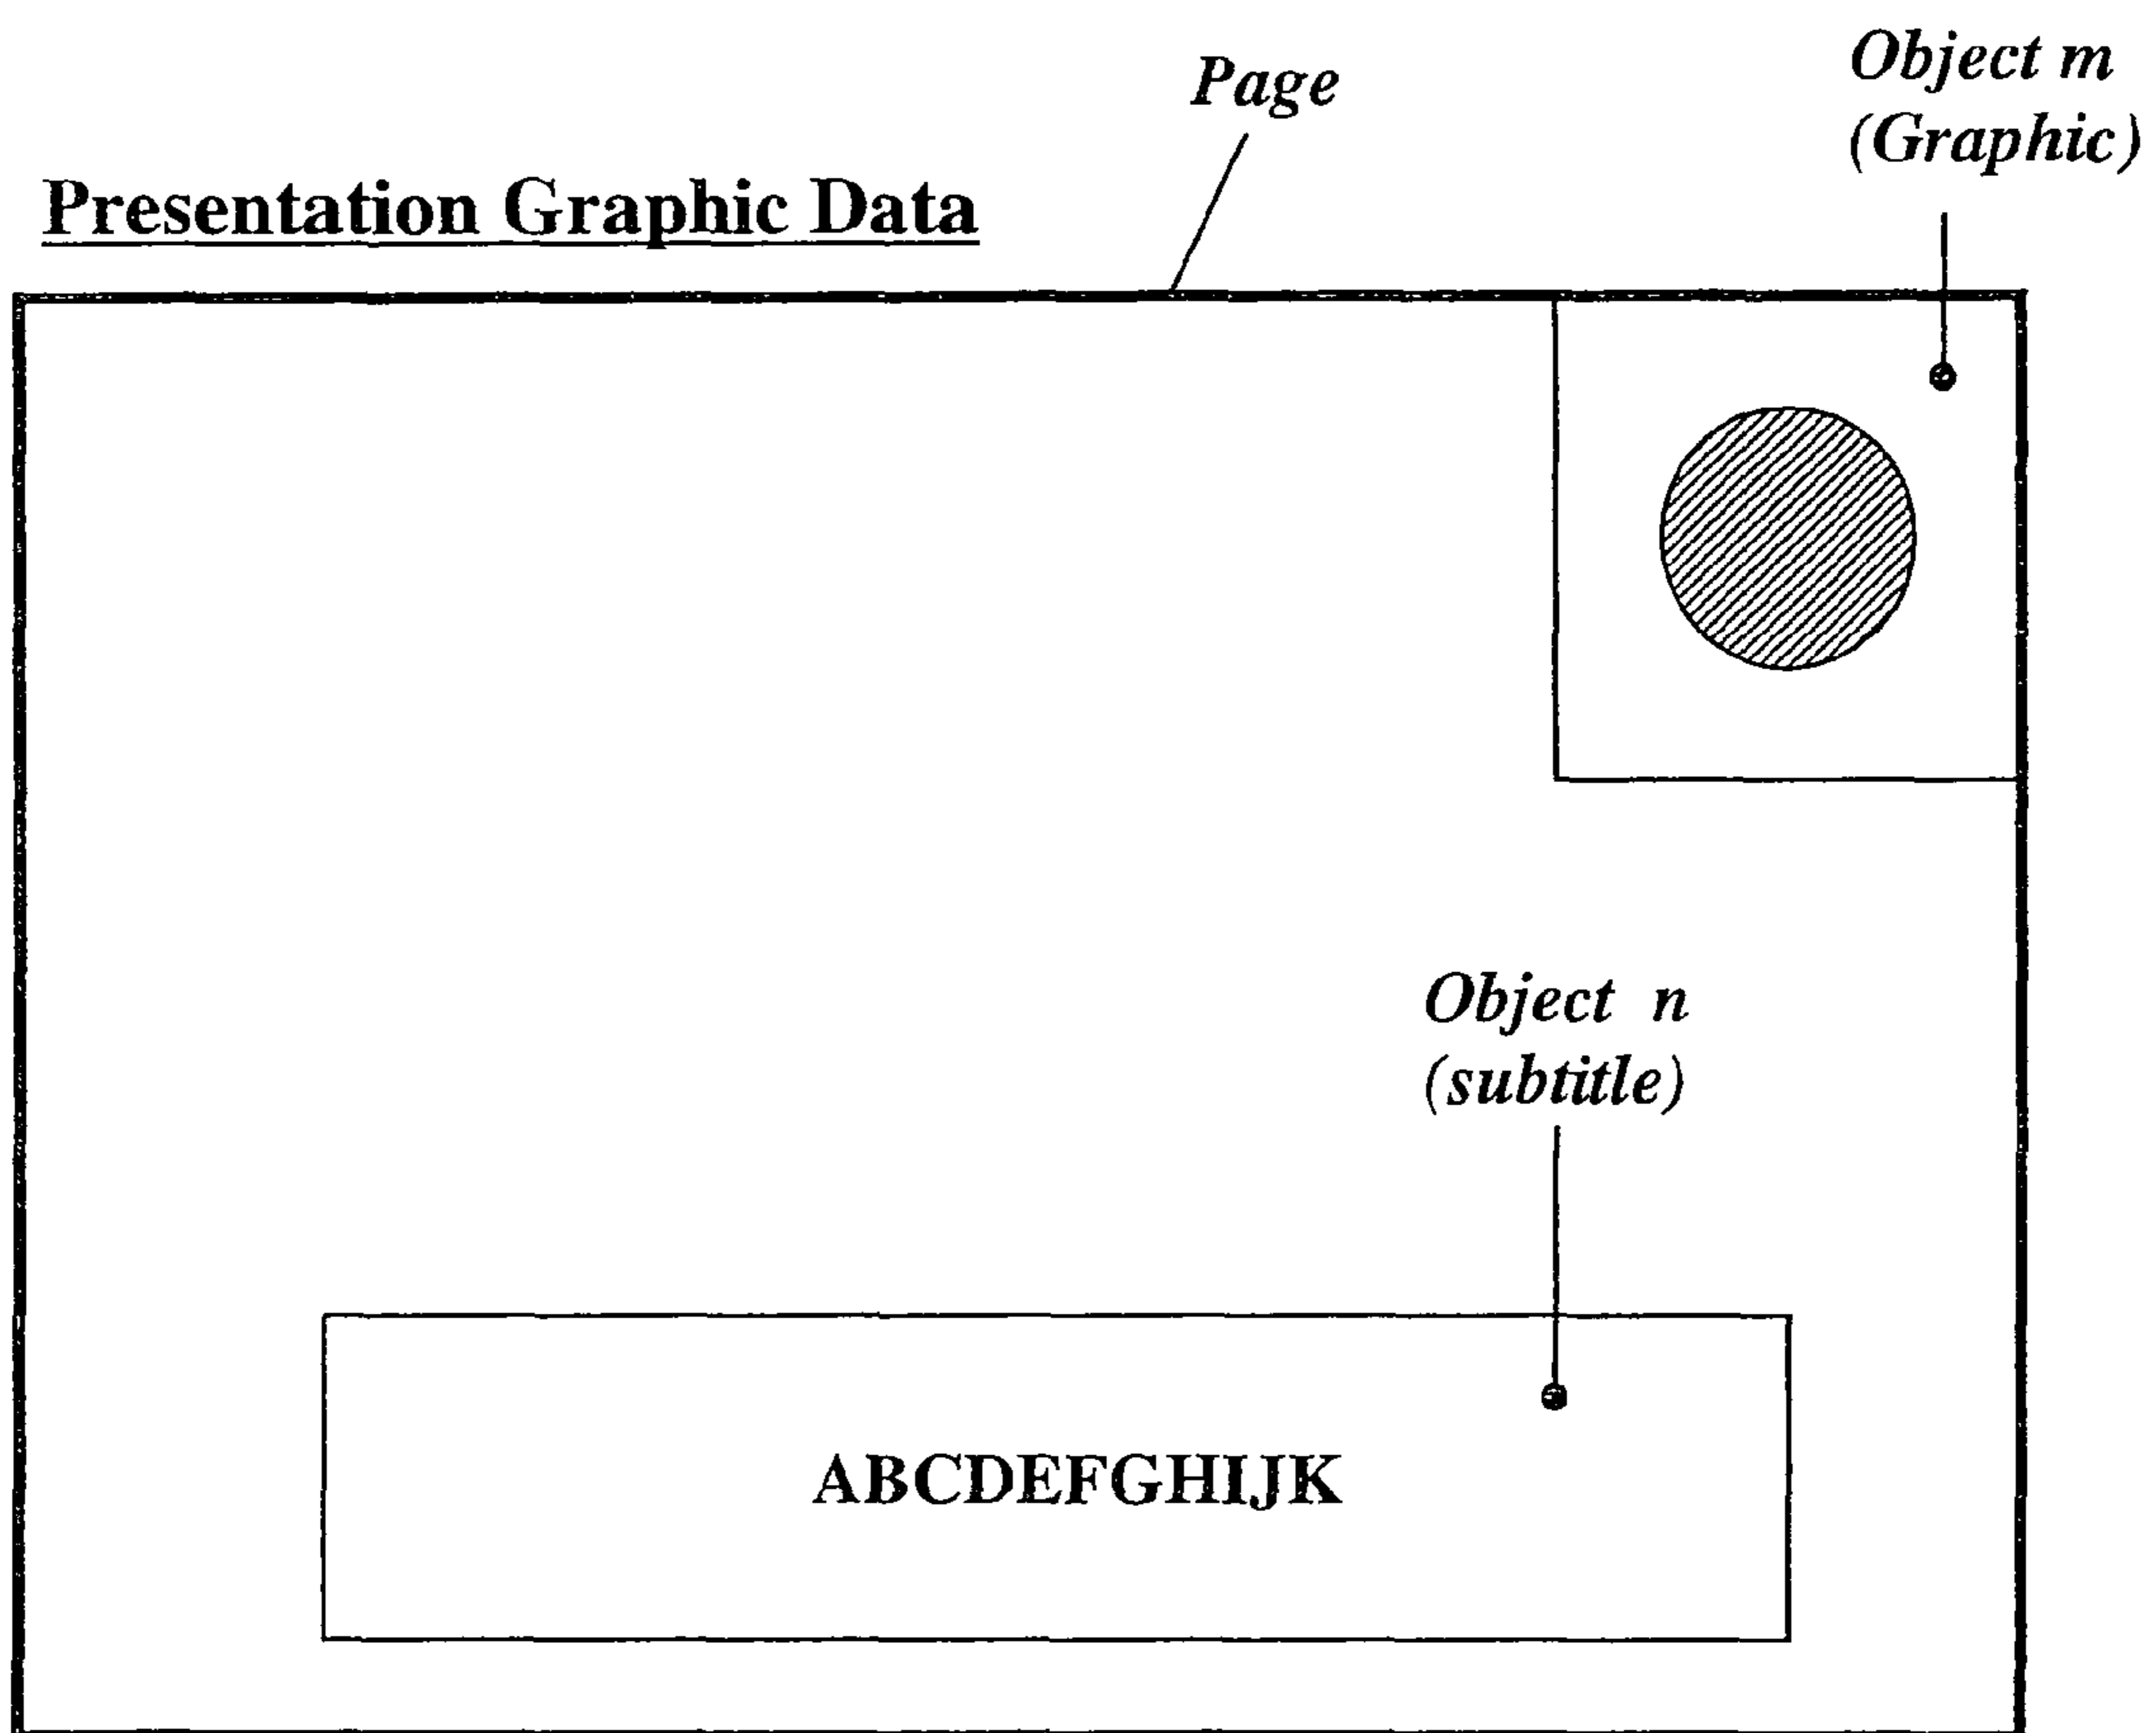 Page
Object m
(Graphic)
Presentation Graphic Data
Object n
(subtitle)
ABCDEFGHIJK